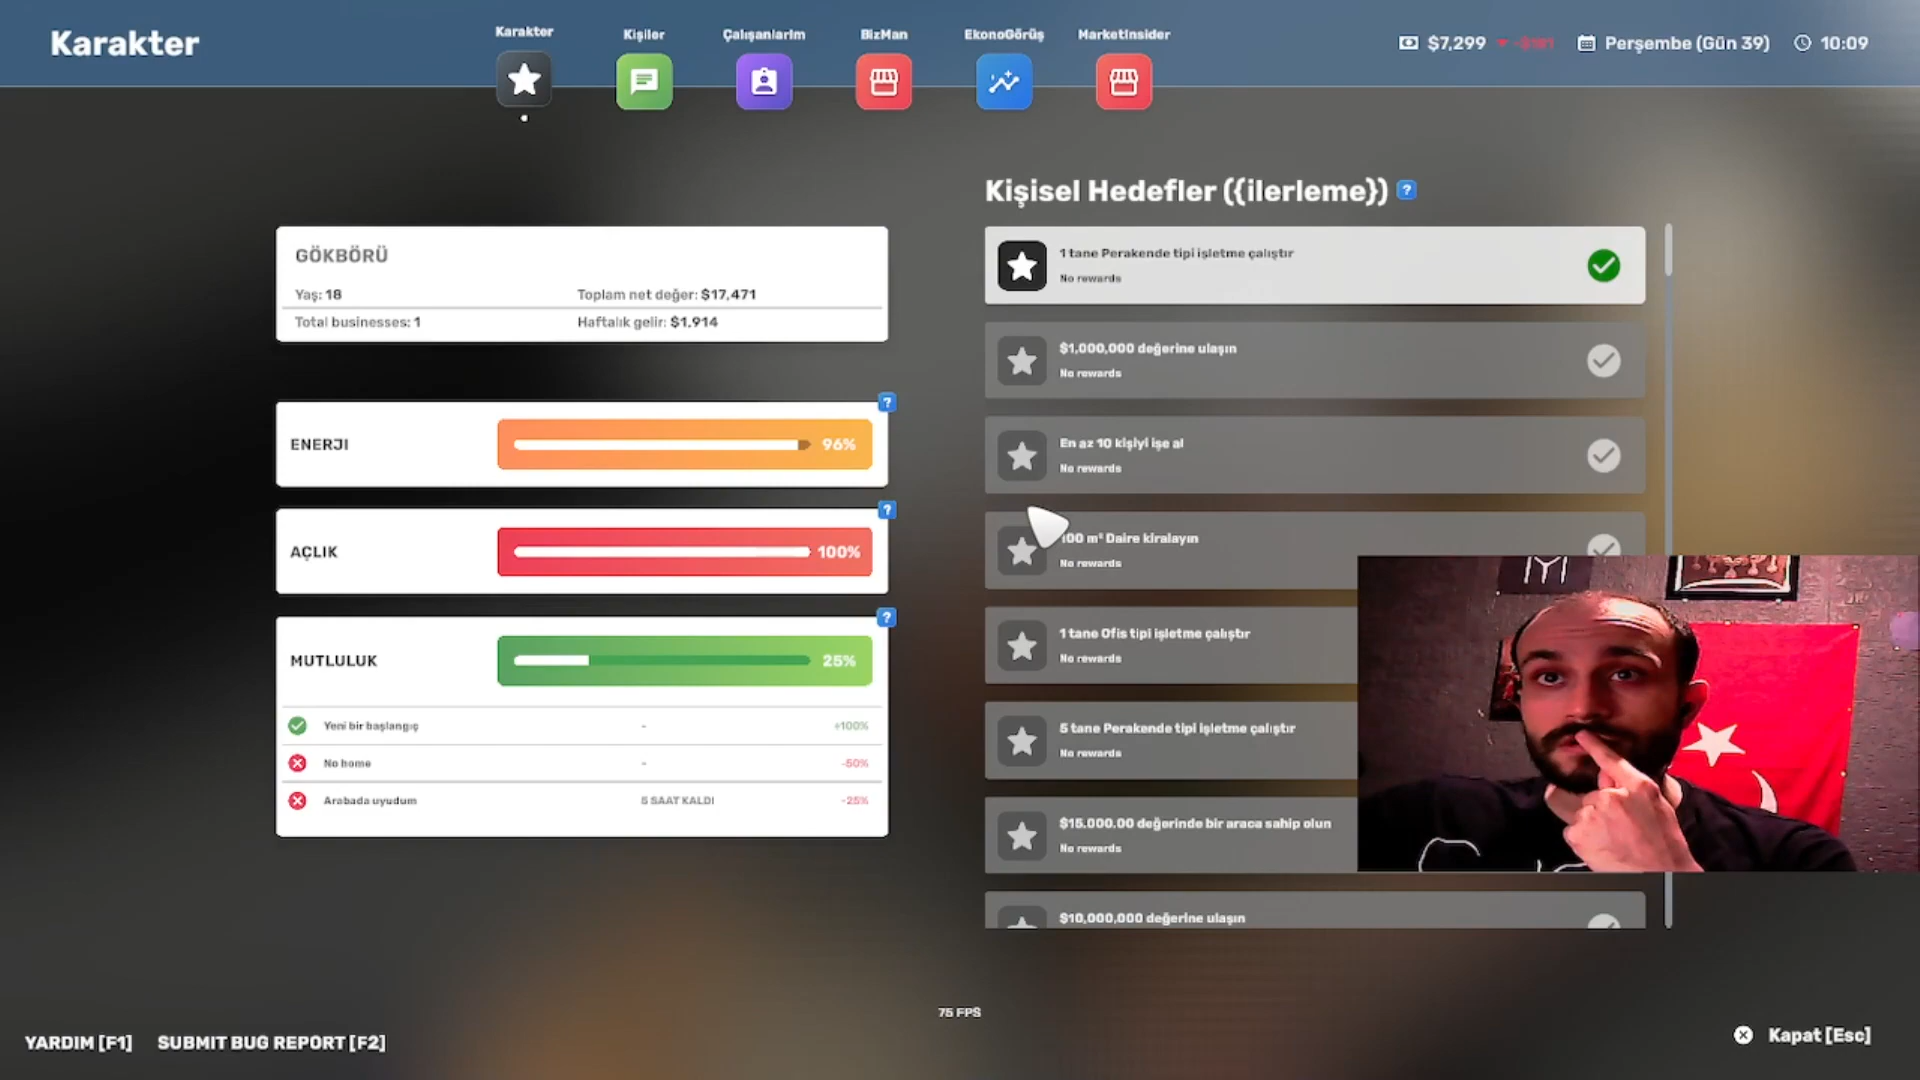 Karakter
Karakter
Kişiler
Çalışanlarım
BizMan
EkonoGörüş
MarketInsider
$7,299
Perşembe (Gün 39)
10:09
GÖKBÖRÜ
Yaş: 18
Toplam net değer: $17,471
Total businesses: 1
Haftalık gelir: $1,914
ENERJI
96%
AÇLIK
100%
MUTLULUK
25%
Yeni bir başlangıç - +100%
No home - -50%
Arabada uyudum 5 SAAT KALDI -25%
Kişisel Hedefler ({ilerleme})
1 tane Perakende tipi işletme çalıştır
No rewards
$1,000,000 değerine ulaşın
No rewards
En az 10 kişiyi işe al
No rewards
100 m² Daire kiralayın
No rewards
1 tane Ofis tipi işletme çalıştır
No rewards
5 tane Perakende tipi işletme çalıştır
No rewards
$15.000.00 değerinde bir araca sahip olun
No rewards
$10,000,000 değerine ulaşın
75 FPS
YARDIM [F1]
SUBMIT BUG REPORT [F2]
Kapat [Esc]